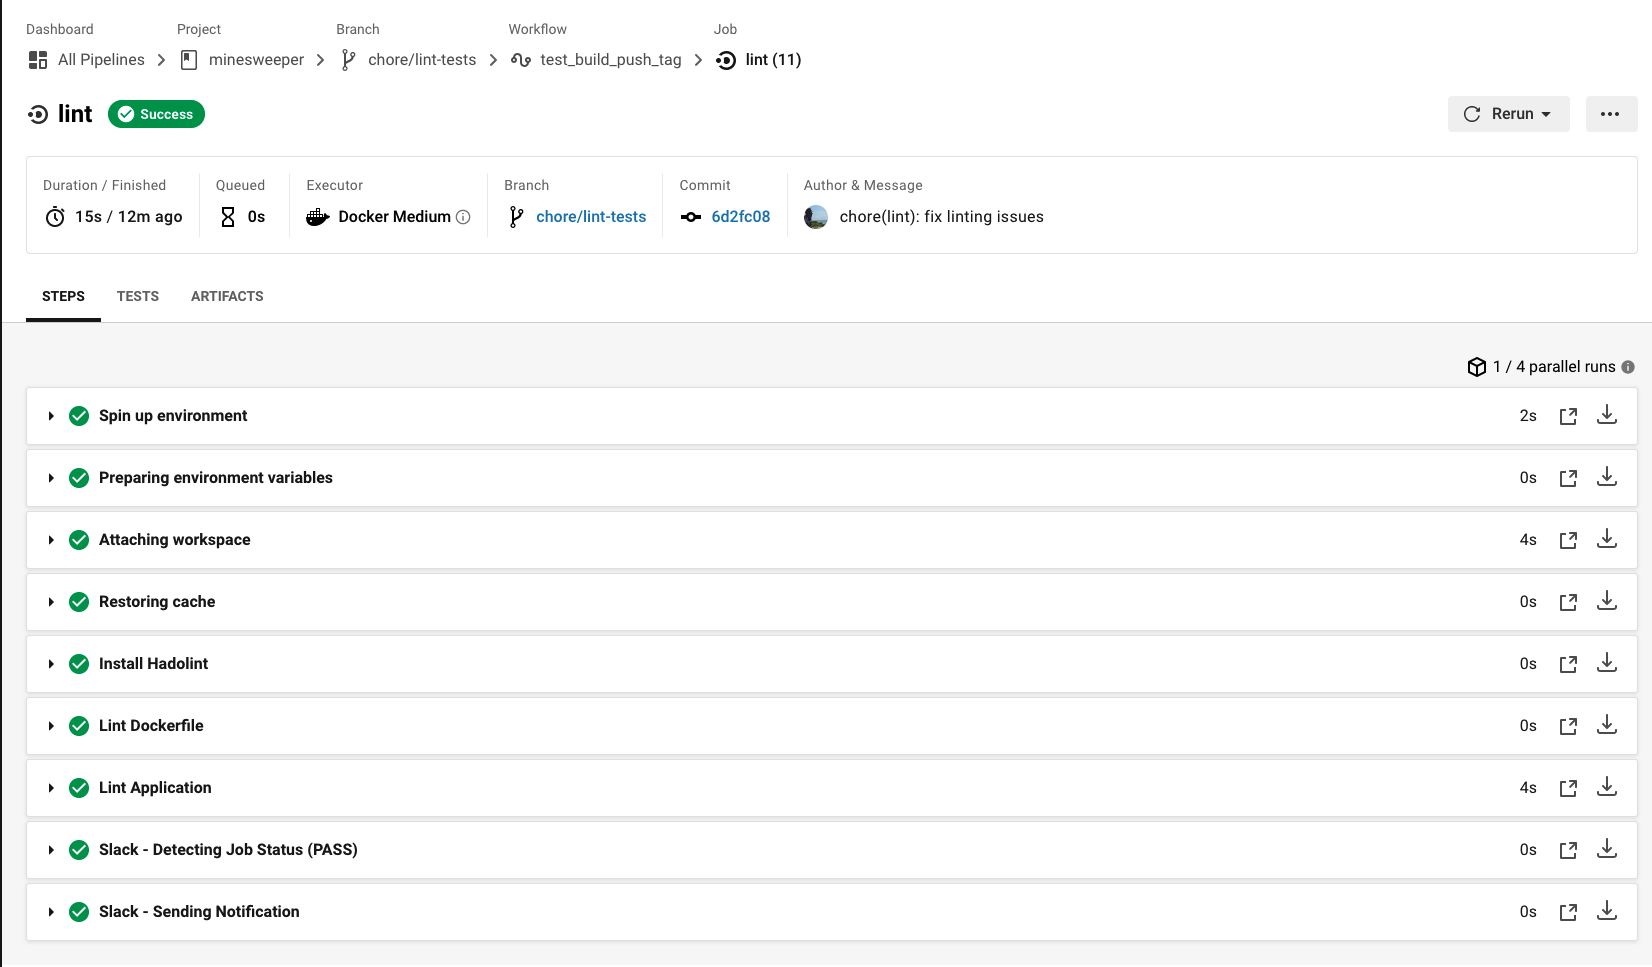 Dashboard Project Branch Workflow Job
All Pipelines minesweeper chore/lint-tests test_build_push_tag lint (11)
lint Success Rerun
Duration / Finished Queued Executor Branch Commit Author & Message
15s / 12m ago 0s Docker Medium chore/lint-tests 6d2fc08 chore(lint): fix linting issues
STEPS TESTS ARTIFACTS
1 / 4 parallel runs
Spin up environment 2s
Preparing environment variables 0s
Attaching workspace 4s
Restoring cache 0s
Install Hadolint 0s
Lint Dockerfile 0s
Lint Application 4s
Slack - Detecting Job Status (PASS) 0s
Slack - Sending Notification 0s